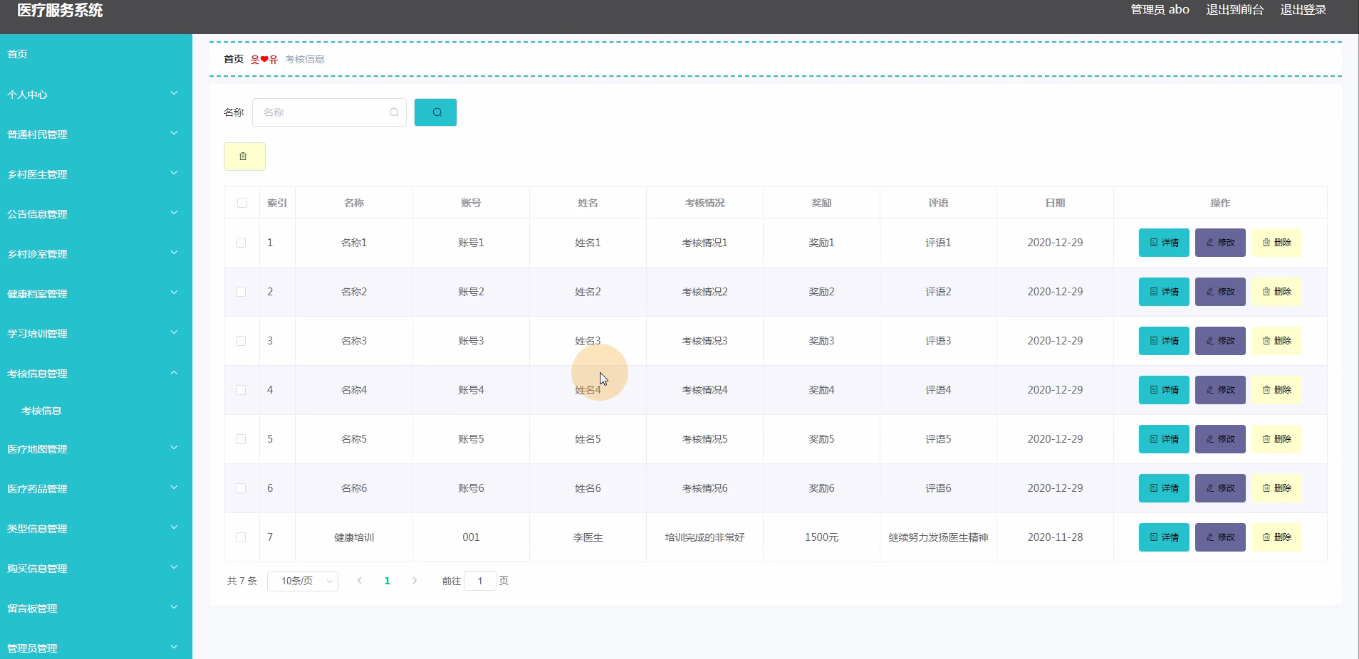 医疗服务系统
管理员 abo 退出到前台 退出登录
首页
个人中心
普通村民管理
乡村医生管理
公告信息管理
乡村诊室管理
健康档案管理
学习培训管理
考核信息管理
考核信息
医疗地图管理
医疗药品管理
类型信息管理
购买信息管理
留言板管理
管理员管理
首页 웃❤유 考核信息
名称 名称
索引 名称 账号 姓名 考核情况 奖励 评语 日期 操作
1 名称1 账号1 姓名1 考核情况1 奖励1 评语1 2020-12-29 详情 修改 删除
2 名称2 账号2 姓名2 考核情况2 奖励2 评语2 2020-12-29 详情 修改 删除
3 名称3 账号3 姓名3 考核情况3 奖励3 评语3 2020-12-29 详情 修改 删除
4 名称4 账号4 姓名4 考核情况4 奖励4 评语4 2020-12-29 详情 修改 删除
5 名称5 账号5 姓名5 考核情况5 奖励5 评语5 2020-12-29 详情 修改 删除
6 名称6 账号6 姓名6 考核情况6 奖励6 评语6 2020-12-29 详情 修改 删除
7 健康培训 001 李医生 培训完成的非常好 1500元 继续努力发扬医生精神 2020-11-28 详情 修改 删除
共 7 条 10条/页 1 前往 1 页